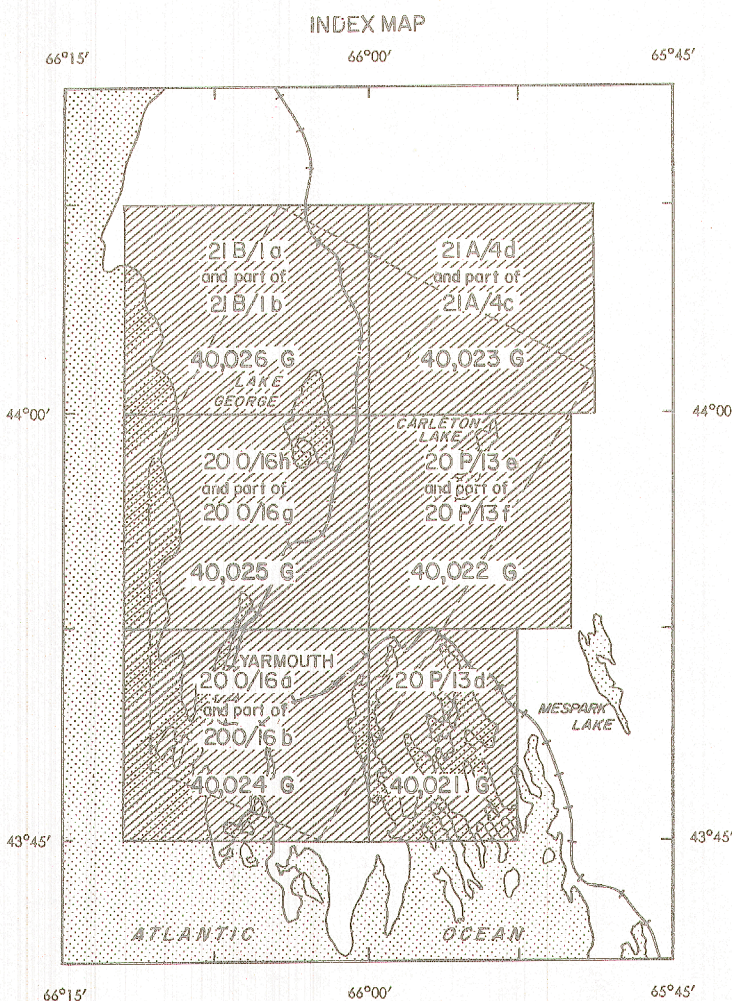 INDEX MAP
66°15′ 66°00′ 65°45′
21 B/1 a
and part of
21 B/1 b
40,026 G
21 A/4 d
and part of
21 A/4 c
40,023 G
LAKE
GEORGE
44°00′ 44°00′
CARLETON
LAKE
20 O/16 h
and part of
20 O/16 g
40,025 G
20 P/13 e
and part of
20 P/13 f
40,022 G
YARMOUTH
20 O/16 a
and part of
20 O/16 b
40,024 G
20 P/13 d
40,021 G
MESPARK
LAKE
43°45′ 43°45′
ATLANTIC OCEAN
66°15′ 66°00′ 65°45′